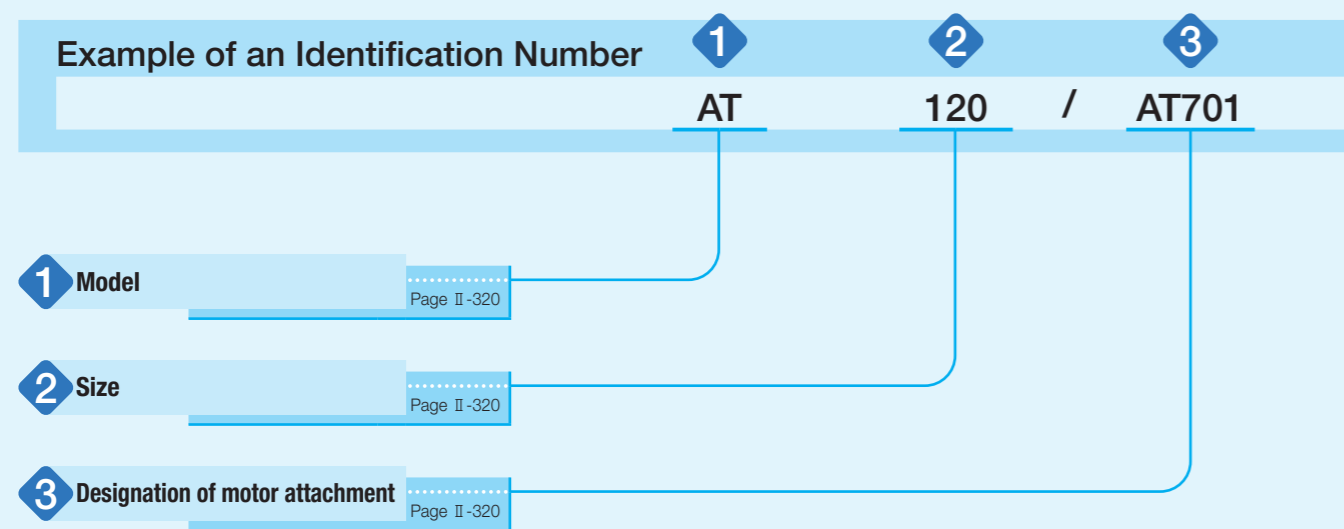 Example of an Identification Number
1 2 3
AT 120 / AT701
1 Model
Page Ⅱ-320
2 Size
Page Ⅱ-320
3 Designation of motor attachment
Page Ⅱ-320